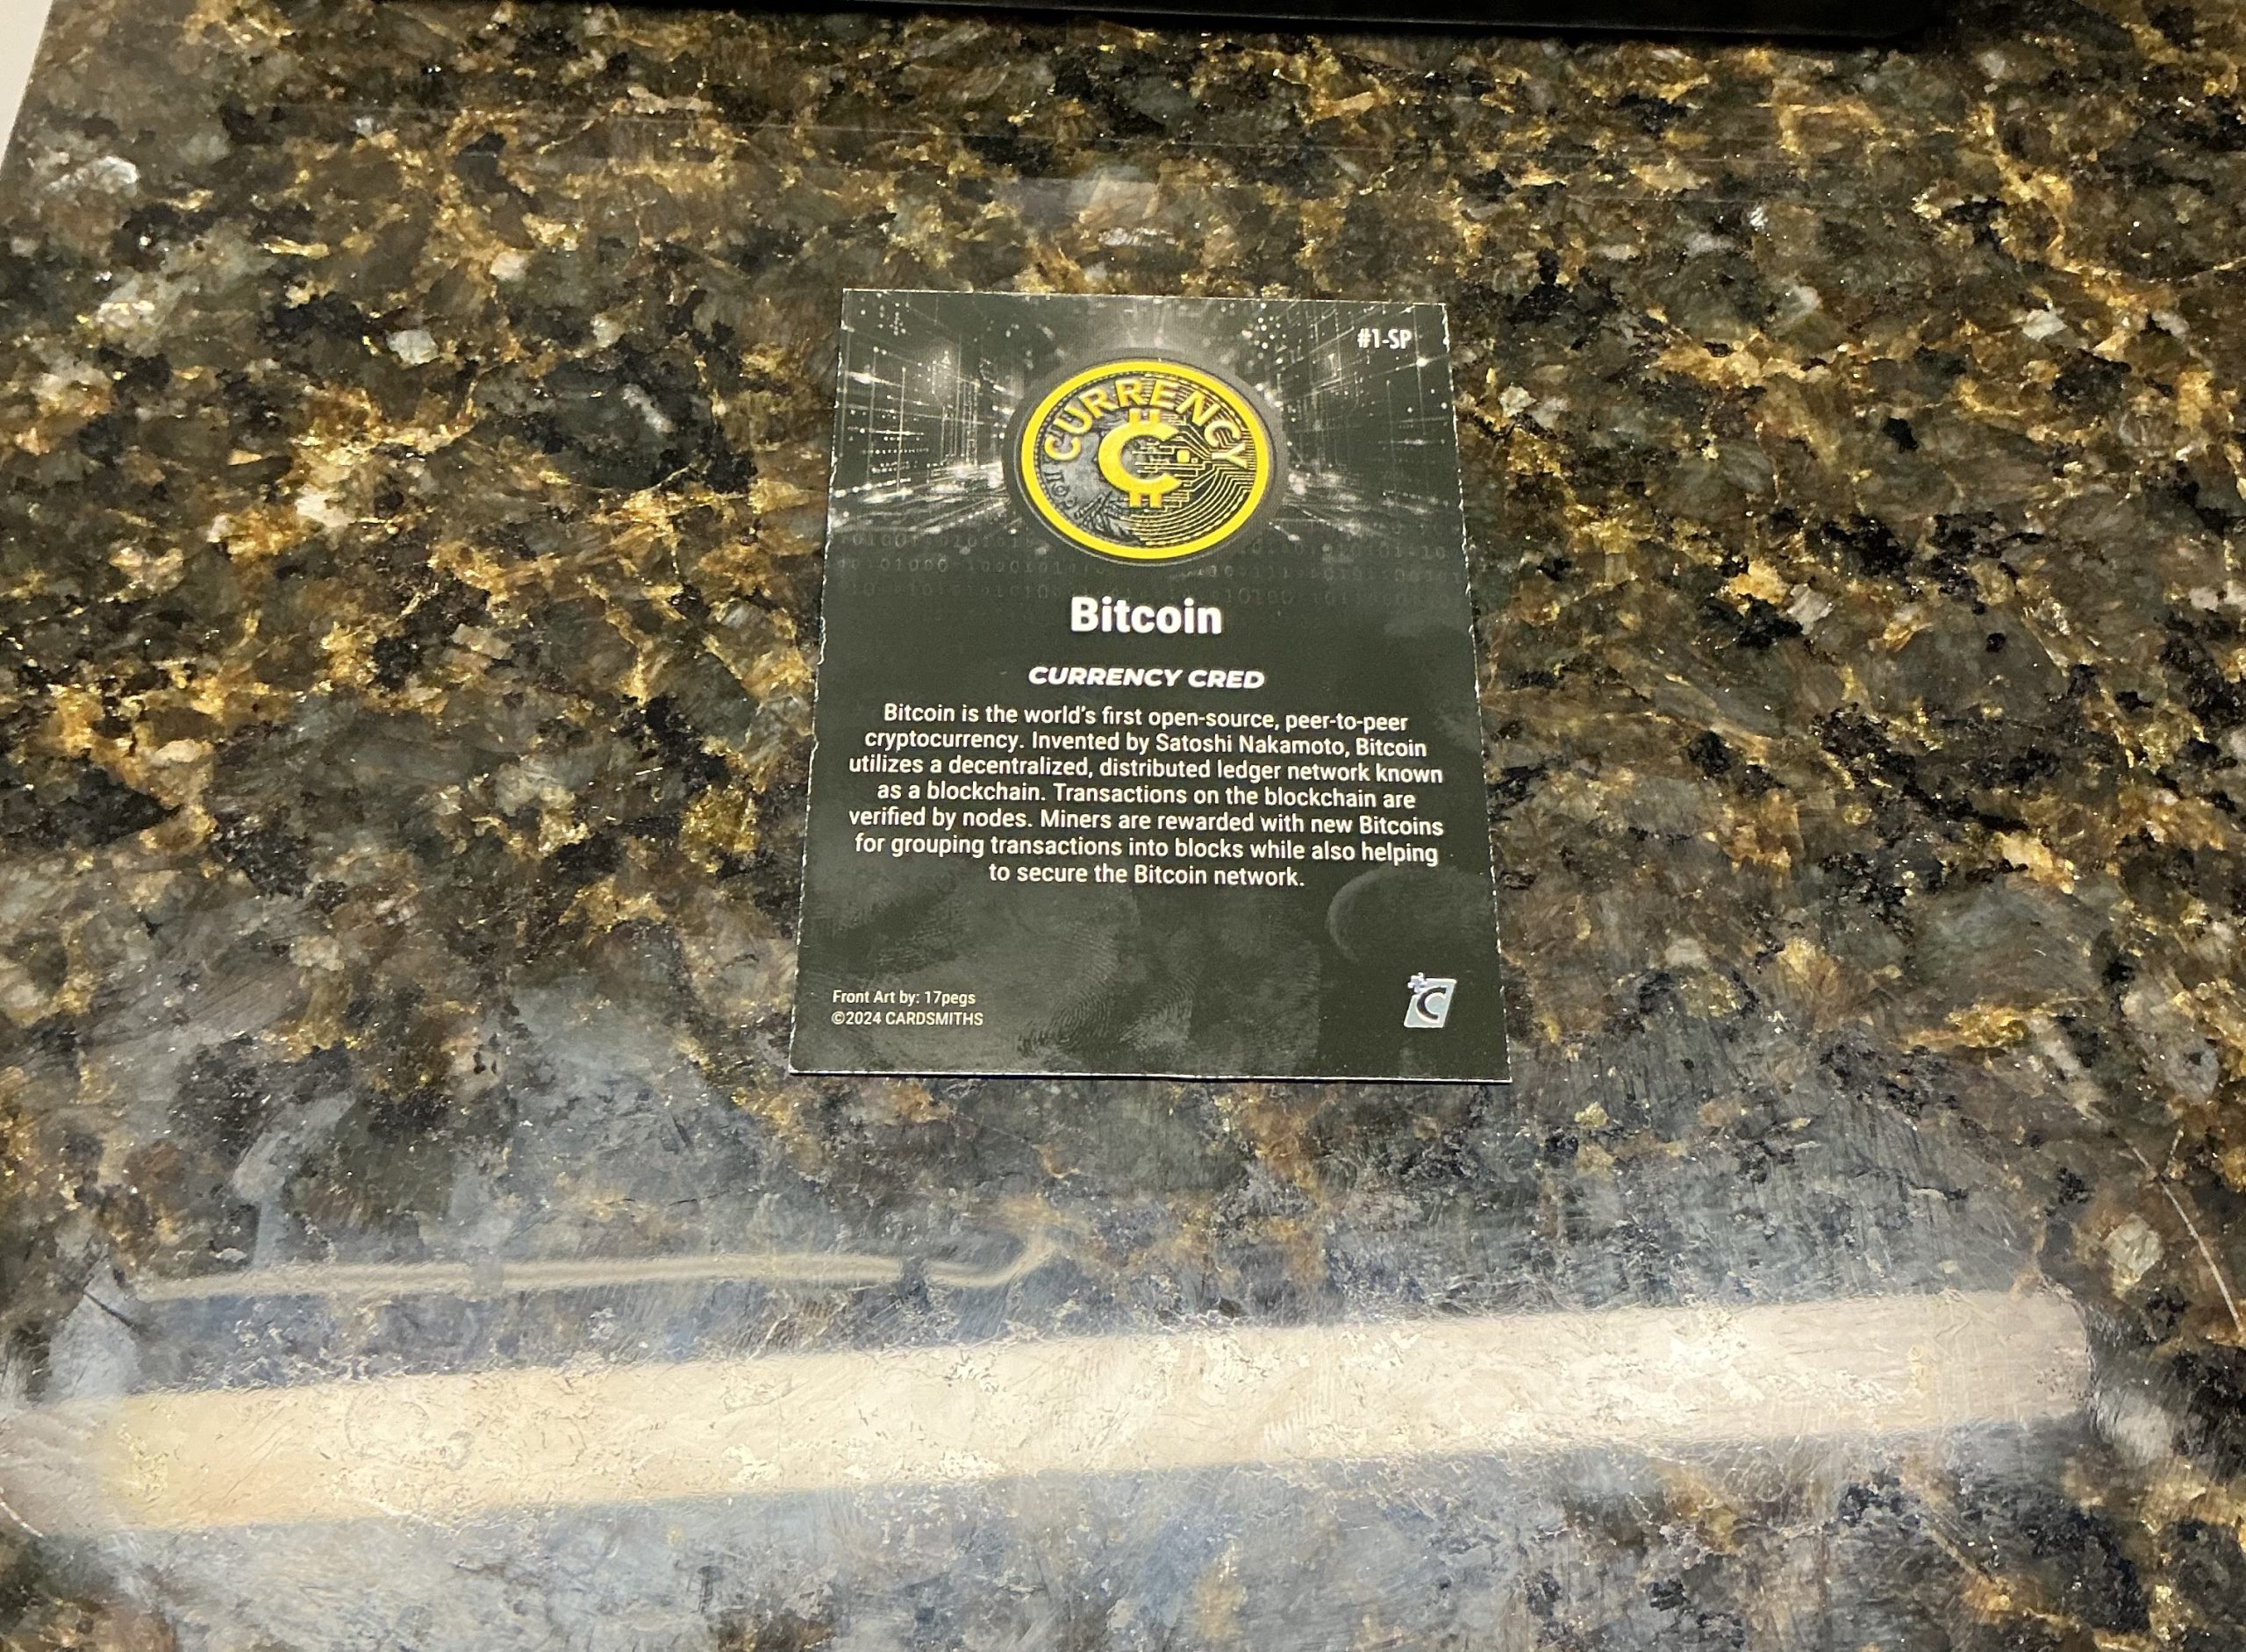 #1-SP
CURRENCY
Bitcoin
CURRENCY CRED
Bitcoin is the world's first open-source, peer-to-peer
cryptocurrency. Invented by Satoshi Nakamoto, Bitcoin
utilizes a decentralized, distributed ledger network known
as a blockchain. Transactions on the blockchain are
verified by nodes. Miners are rewarded with new Bitcoins
for grouping transactions into blocks while also helping
to secure the Bitcoin network.
Front Art by: 17pegs
©2024 CARDSMITHS